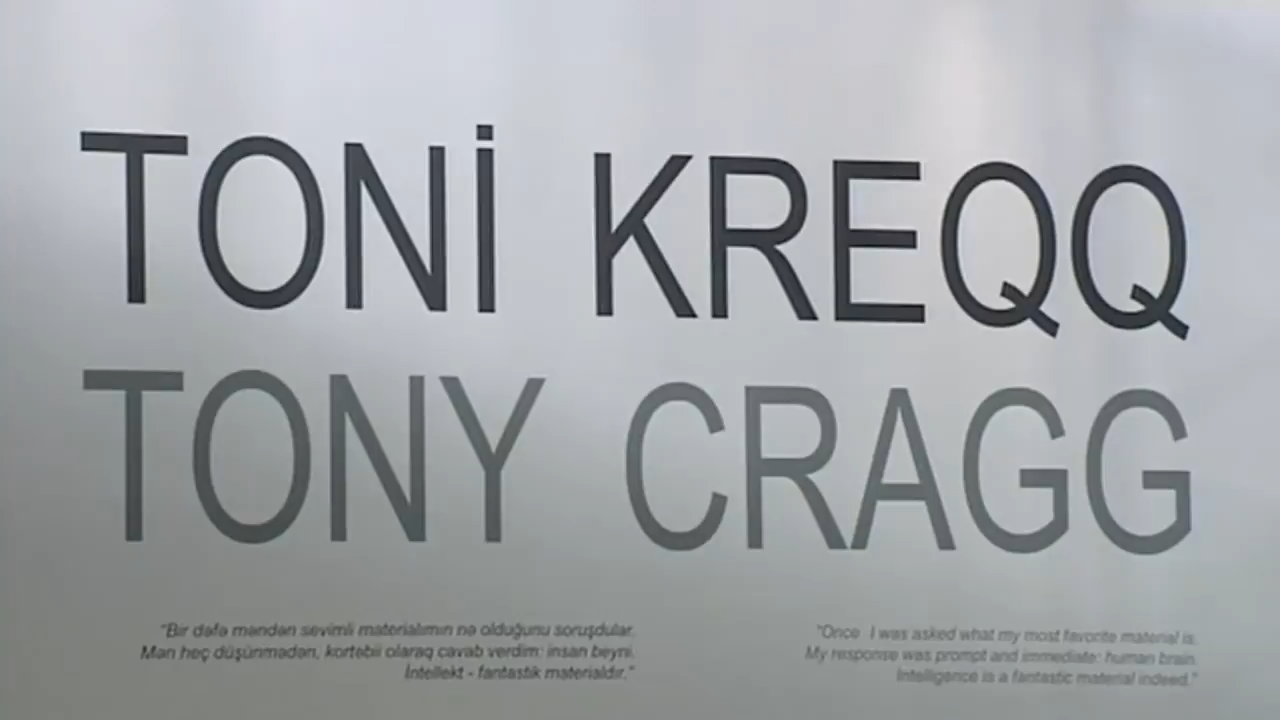 TONİ KREQQ
TONY CRAGG
"Bir dəfə məndən sevimli materialımın nə olduğunu soruşdular.
Mən heç düşünmədən, kortəbii olaraq cavab verdim: insan beyni.
İntellekt - fantastik materialdır."
"Once I was asked what my most favorite material is.
My response was prompt and immediate: human brain.
Intelligence is a fantastic material indeed."